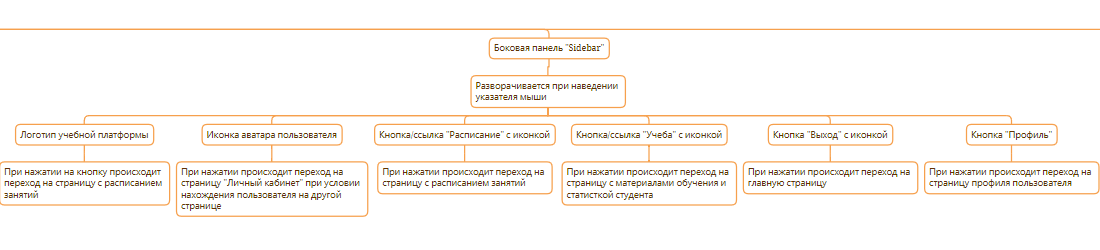 Боковая панель "Sidebar"
Разворачивается при наведении
указателя мыши
Логотип учебной платформы
Иконка аватара пользователя
Кнопка/ссылка "Расписание" с иконкой
Кнопка/ссылка "Учеба" с иконкой
Кнопка "Выход" с иконкой
Кнопка "Профиль"
При нажатии на кнопку происходит
переход на страницу с расписанием
занятий
При нажатии происходит переход на
страницу "Личный кабинет" при условии
нахождения пользователя на другой
странице
При нажатии происходит переход на
страницу с расписанием занятий
При нажатии происходит переход на
страницу с материалами обучения и
статисткой студента
При нажатии происходит переход на
главную страницу
При нажатии происходит переход на
страницу профиля пользователя